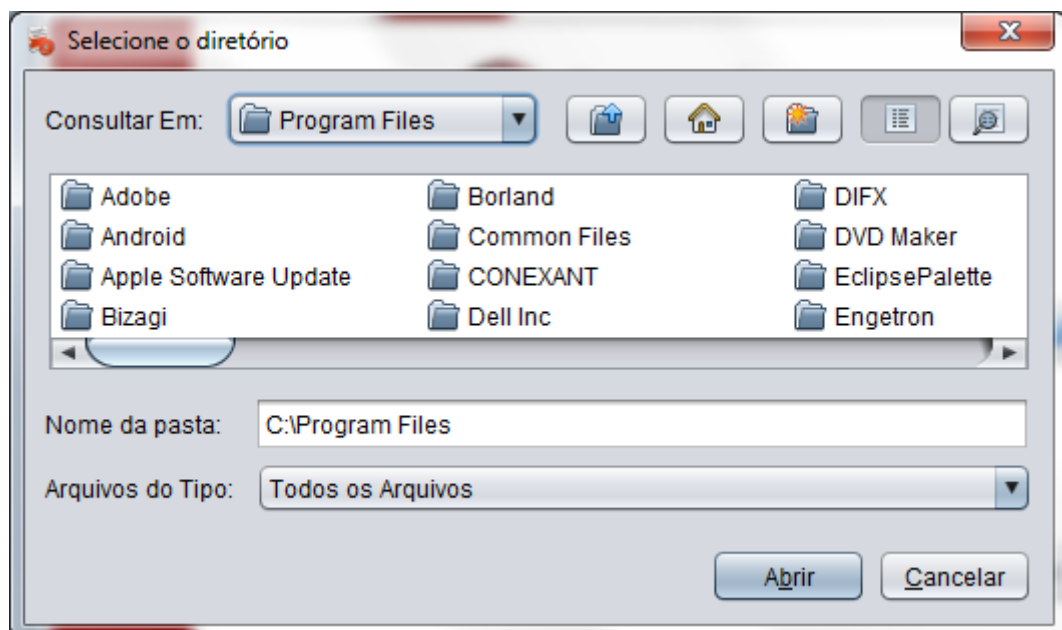 Selecione o diretório
Consultar Em: Program Files
Adobe Borland DIFX
Android Common Files DVD Maker
Apple Software Update CONEXANT EclipsePalette
Bizagi Dell Inc Engetron
Nome da pasta: C:\Program Files
Arquivos do Tipo: Todos os Arquivos
Abrir Cancelar